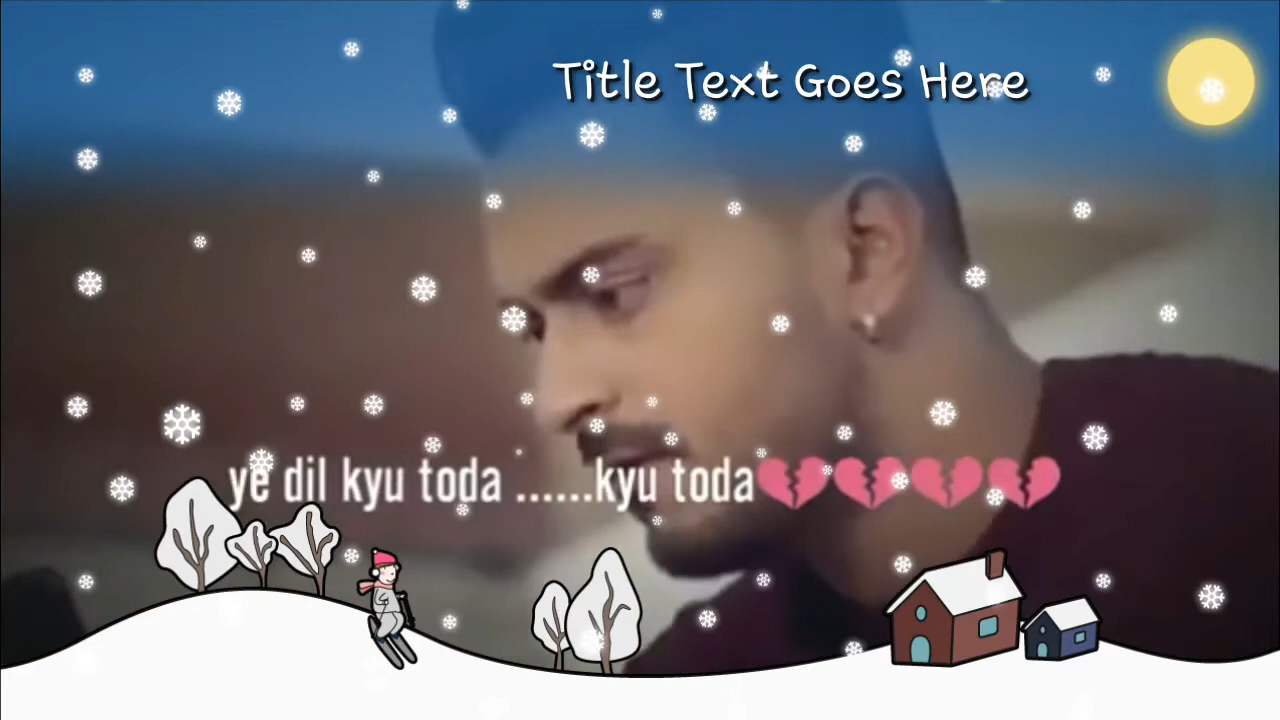 Title Text Goes Here
ye dil kyu toda ......kyu toda💔💔💔💔